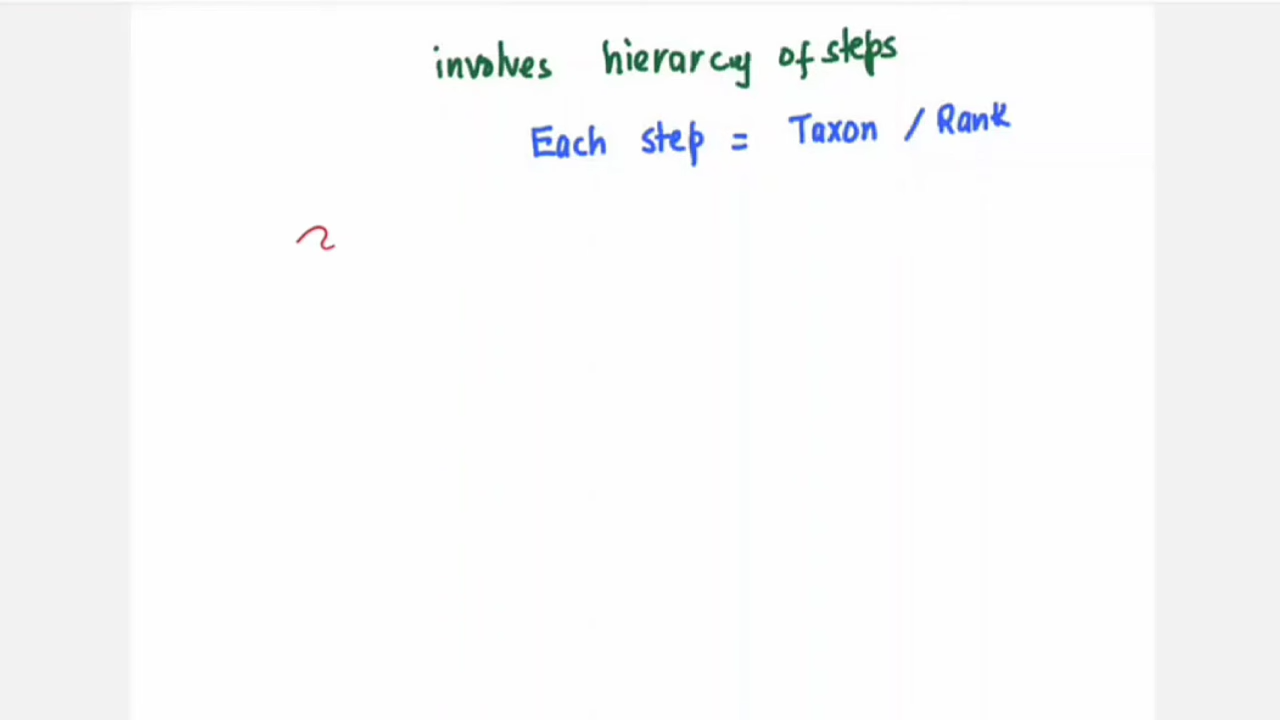 involves hierarcy of steps
Each step = Taxon / Rank